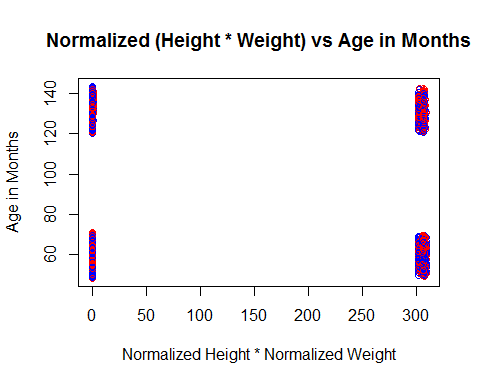 Normalized (Height * Weight) vs Age in Months
Age in Months
140
120
100
80
60
0 50 100 150 200 250 300
Normalized Height * Normalized Weight